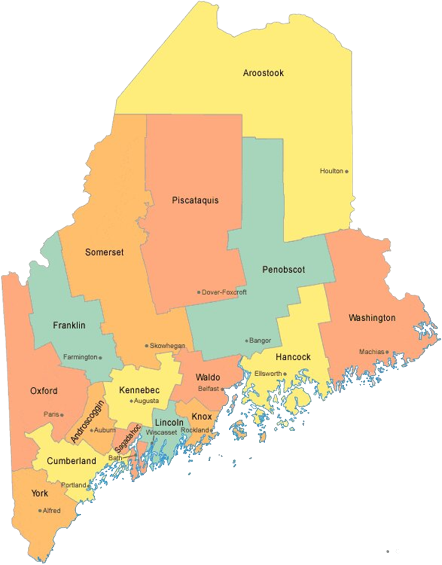 Aroostook
Houlton
Piscataquis
Somerset
Penobscot
Dover-Foxcroft
Washington
Franklin
Skowhegan
Bangor
Machias
Farmington
Hancock
Ellsworth
Waldo
Belfast
Oxford
Kennebec
Augusta
Paris
Androscoggin
Auburn
Sagadahoc
Lincoln
Wiscasset
Knox
Rockland
Bath
Cumberland
Portland
York
Alfred